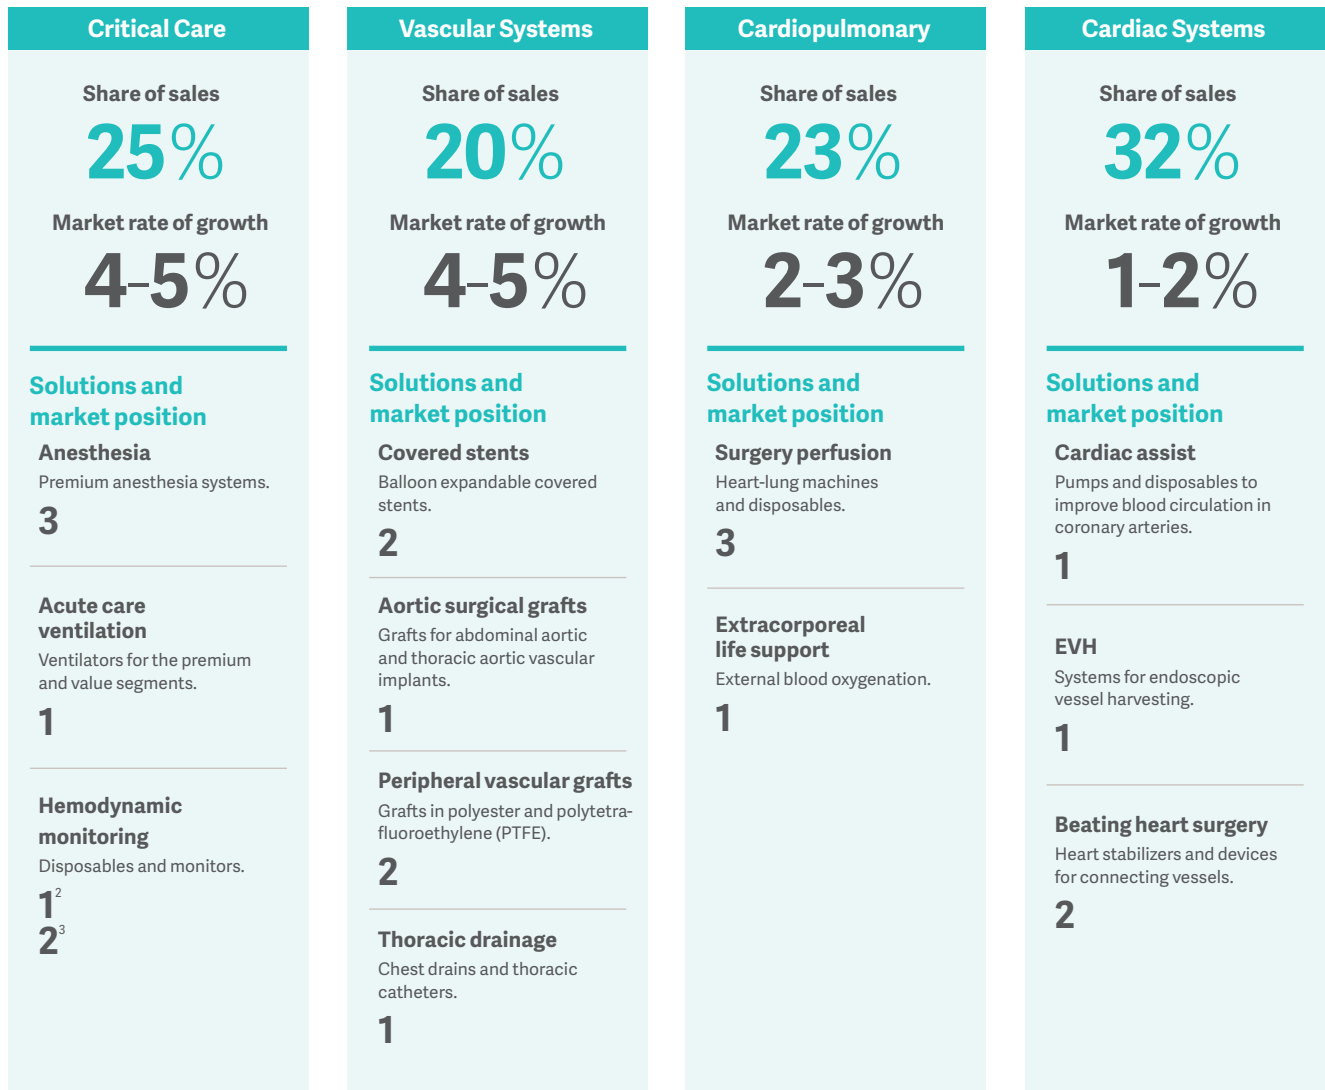 Critical Care
Share of sales
25%
Market rate of growth
4–5%
Solutions and
market position
Anesthesia
Premium anesthesia systems.
3
Acute care
ventilation
Ventilators for the premium
and value segments.
1
Hemodynamic
monitoring
Disposables and monitors.
1²
2³
Vascular Systems
Share of sales
20%
Market rate of growth
4–5%
Solutions and
market position
Covered stents
Balloon expandable covered
stents.
2
Aortic surgical grafts
Grafts for abdominal aortic
and thoracic aortic vascular
implants.
1
Peripheral vascular grafts
Grafts in polyester and polytetra-
fluoroethylene (PTFE).
2
Thoracic drainage
Chest drains and thoracic
catheters.
1
Cardiopulmonary
Share of sales
23%
Market rate of growth
2–3%
Solutions and
market position
Surgery perfusion
Heart-lung machines
and disposables.
3
Extracorporeal
life support
External blood oxygenation.
1
Cardiac Systems
Share of sales
32%
Market rate of growth
1–2%
Solutions and
market position
Cardiac assist
Pumps and disposables to
improve blood circulation in
coronary arteries.
1
EVH
Systems for endoscopic
vessel harvesting.
1
Beating heart surgery
Heart stabilizers and devices
for connecting vessels.
2